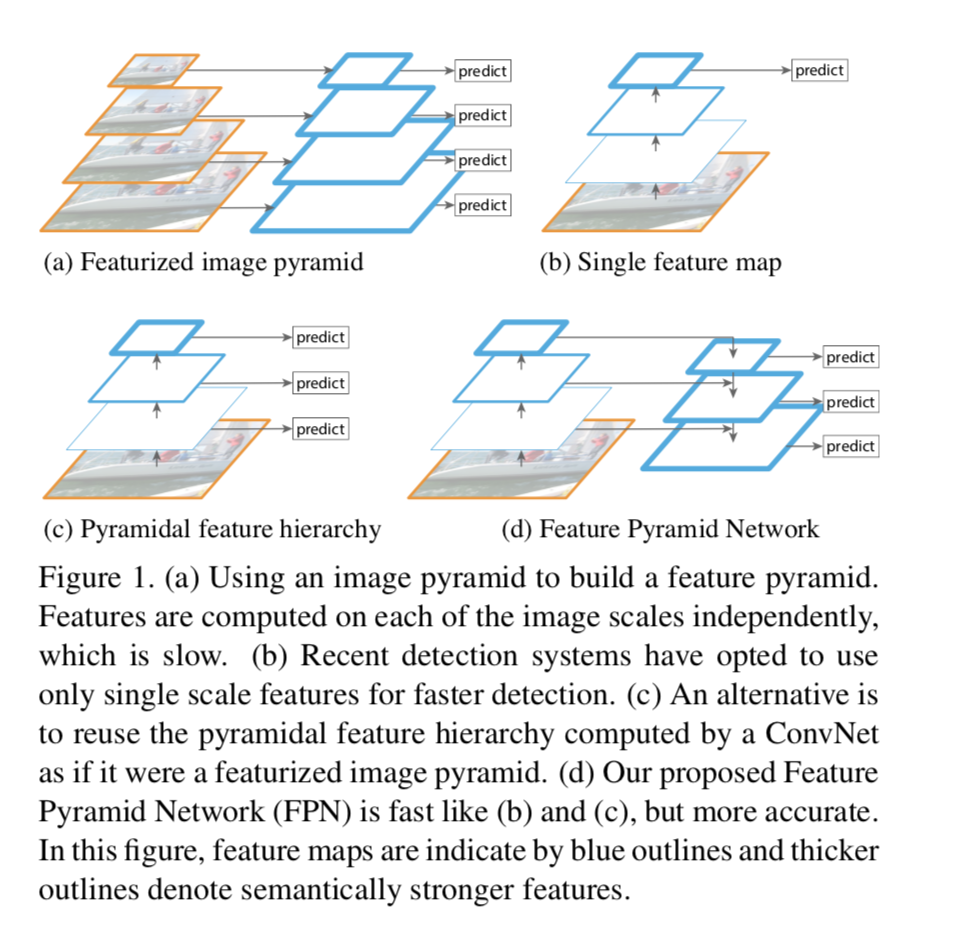 predict
predict
predict
predict
predict
(a) Featurized image pyramid
(b) Single feature map
predict
predict
predict
predict
predict
predict
(c) Pyramidal feature hierarchy
(d) Feature Pyramid Network
Figure 1. (a) Using an image pyramid to build a feature pyramid.
Features are computed on each of the image scales independently,
which is slow. (b) Recent detection systems have opted to use
only single scale features for faster detection. (c) An alternative is
to reuse the pyramidal feature hierarchy computed by a ConvNet
as if it were a featurized image pyramid. (d) Our proposed Feature
Pyramid Network (FPN) is fast like (b) and (c), but more accurate.
In this figure, feature maps are indicate by blue outlines and thicker
outlines denote semantically stronger features.